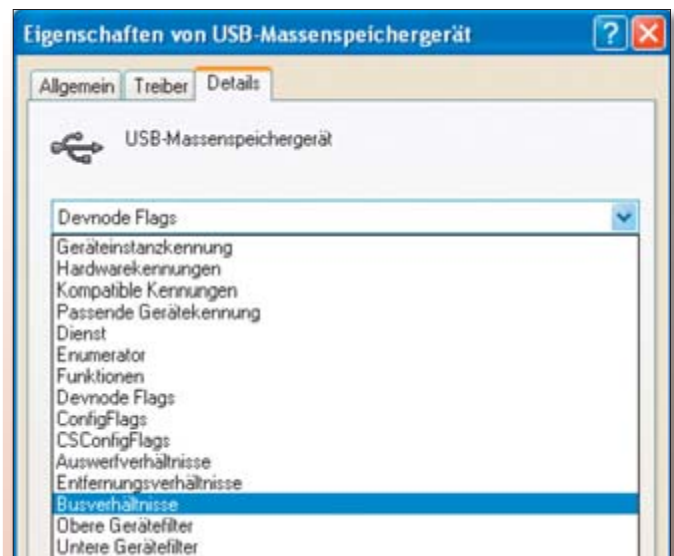 Eigenschaften von USB-Massenspeichergerät
Allgemein Treiber Details
USB-Massenspeichergerät
Devnode Flags
Geräteinstanzkennung
Hardwarekennungen
Kompatible Kennungen
Passende Gerätekennung
Dienst
Enumerator
Funktionen
Devnode Flags
ConfigFlags
CSConfigFlags
Auswerfverhältnisse
Entfernungsverhältnisse
Busverhältnisse
Obere Gerätefilter
Untere Gerätefilter